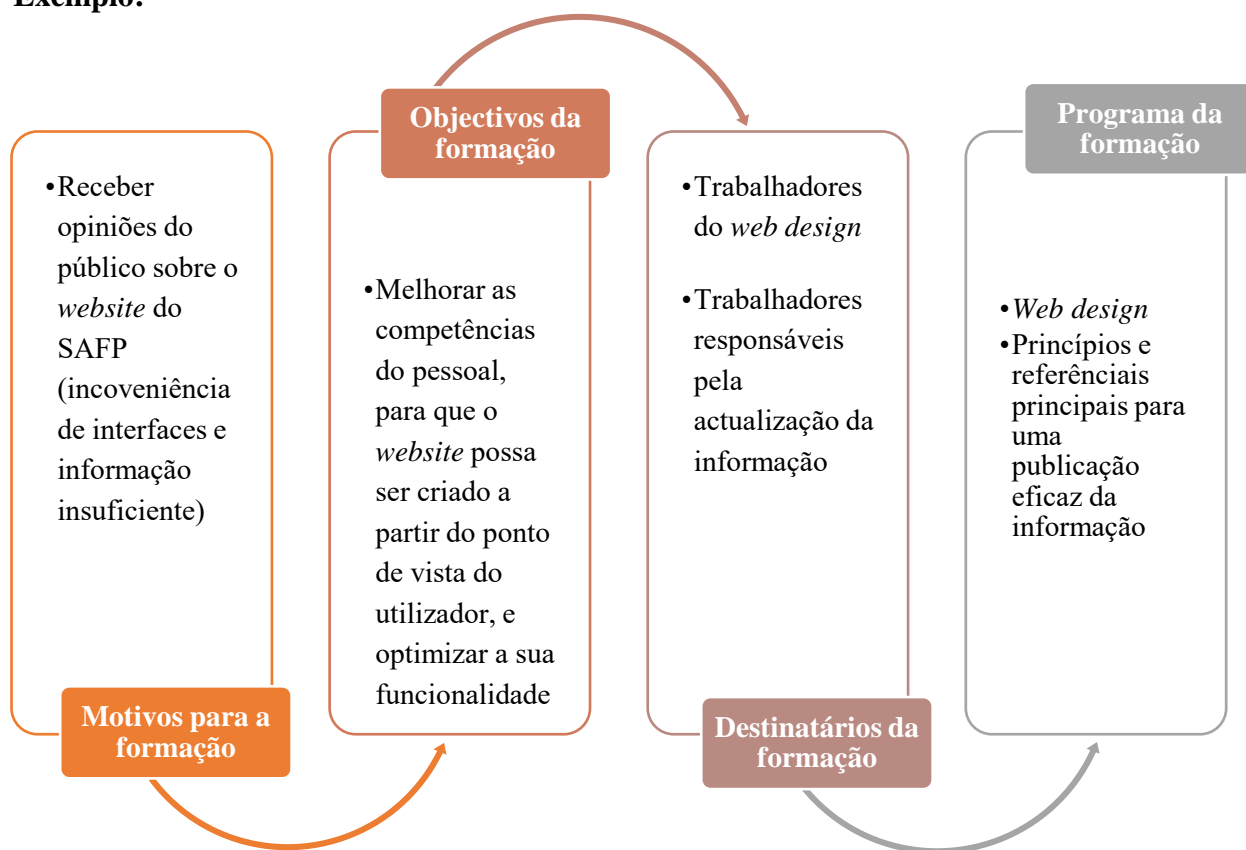 Exemplo:
•Receber
opiniões do
público sobre o
website do
SAFP
(incoveniência
de interfaces e
informação
insuficiente)
Motivos para a
formação
Objectivos da
formação
•Melhorar as
competências
do pessoal,
para que o
website possa
ser criado a
partir do ponto
de vista do
utilizador, e
optimizar a sua
funcionalidade
•Trabalhadores
do web design
•Trabalhadores
responsáveis
pela
actualização da
informação
Destinatários da
formação
Programa da
formação
•Web design
•Princípios e
referênciais
principais para
uma
publicação
eficaz da
informação